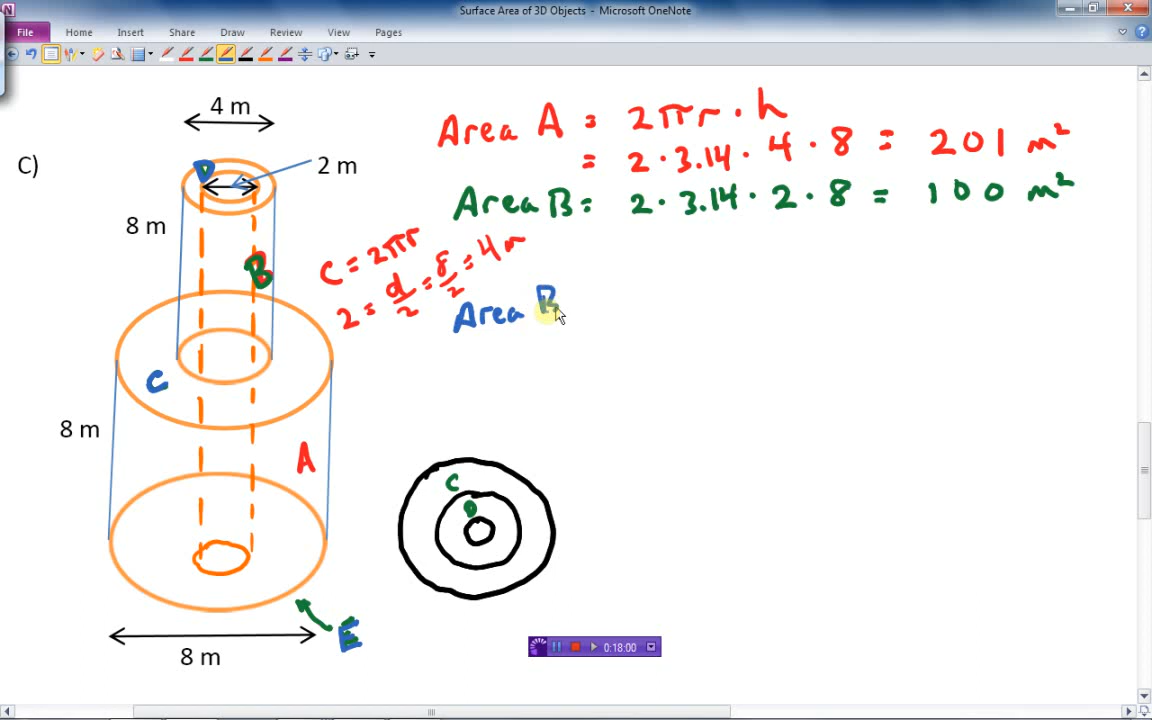 Surface Area of 3D Objects - Microsoft OneNote
File Home Insert Share Draw Review View Pages
C)
4 m
2 m
8 m
8 m
8 m
D
B
C
A
E
Area A = 2πr · h
= 2 · 3.14 · 4 · 8 = 201 m²
Area B = 2 · 3.14 · 2 · 8 = 100 m²
C = 2πr
2 = d/2 = 8/2 = 4m
Area B
C
D
0:18:00